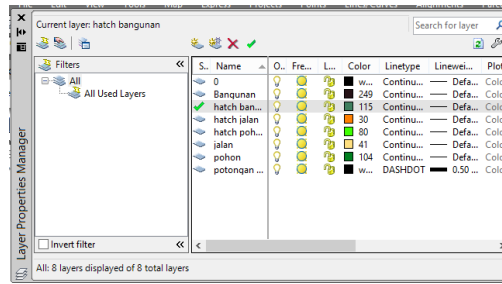 Current layer: hatch bangunan
Search for layer
Filters
All
All Used Layers
Invert filter
S.. Name O.. Fre... L... Color Linetype Linewei... Plot
0 w... Continu... Defa... Colo
Banqunan 249 Continu... Defa... Colo
hatch ban... 115 Continu... Defa... Colo
hatch jalan 30 Continu... Defa... Colo
hatch poh... 80 Continu... Defa... Colo
jalan 41 Continu... Defa... Colo
pohon 104 Continu... Defa... Colo
potonqan ... w... DASHDOT 0.50 ... Colo
Layer Properties Manager
All: 8 layers displayed of 8 total layers